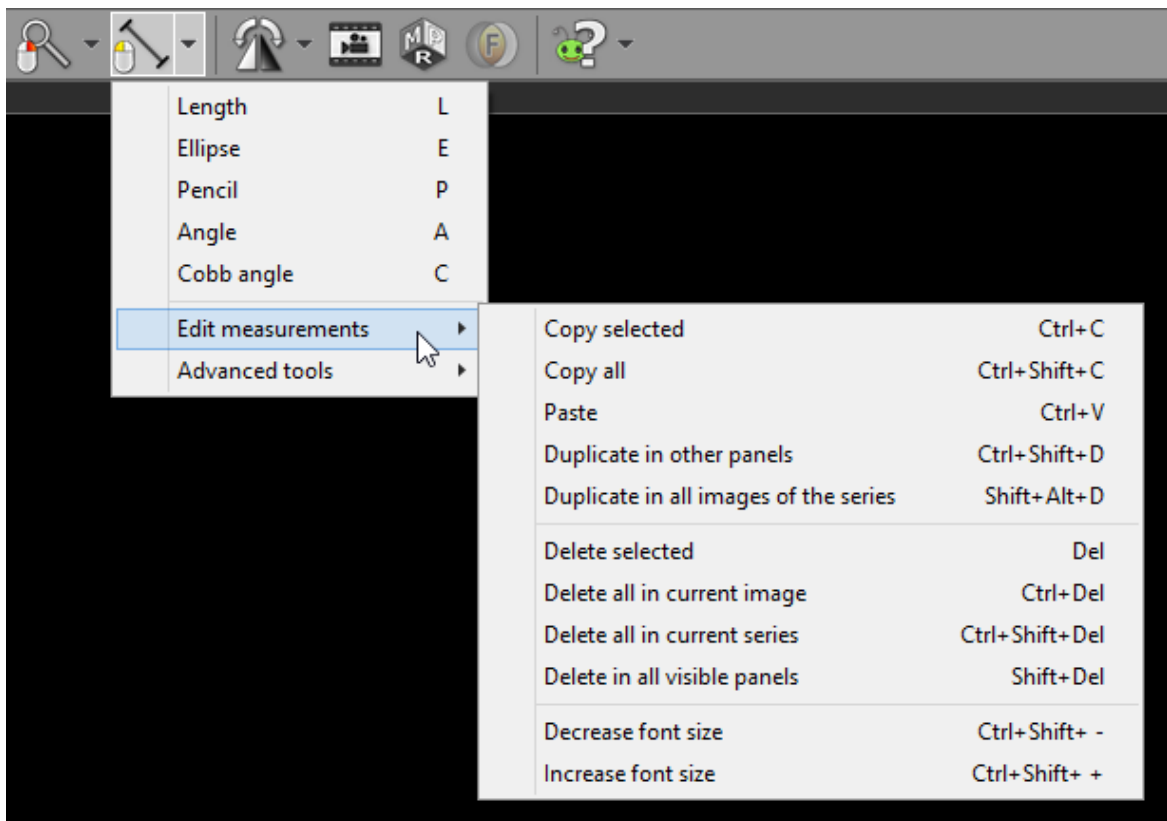 MPR F ?
Length L
Ellipse E
Pencil P
Angle A
Cobb angle C
Edit measurements
Advanced tools
Copy selected Ctrl+C
Copy all Ctrl+Shift+C
Paste Ctrl+V
Duplicate in other panels Ctrl+Shift+D
Duplicate in all images of the series Shift+Alt+D
Delete selected Del
Delete all in current image Ctrl+Del
Delete all in current series Ctrl+Shift+Del
Delete in all visible panels Shift+Del
Decrease font size Ctrl+Shift+ -
Increase font size Ctrl+Shift+ +